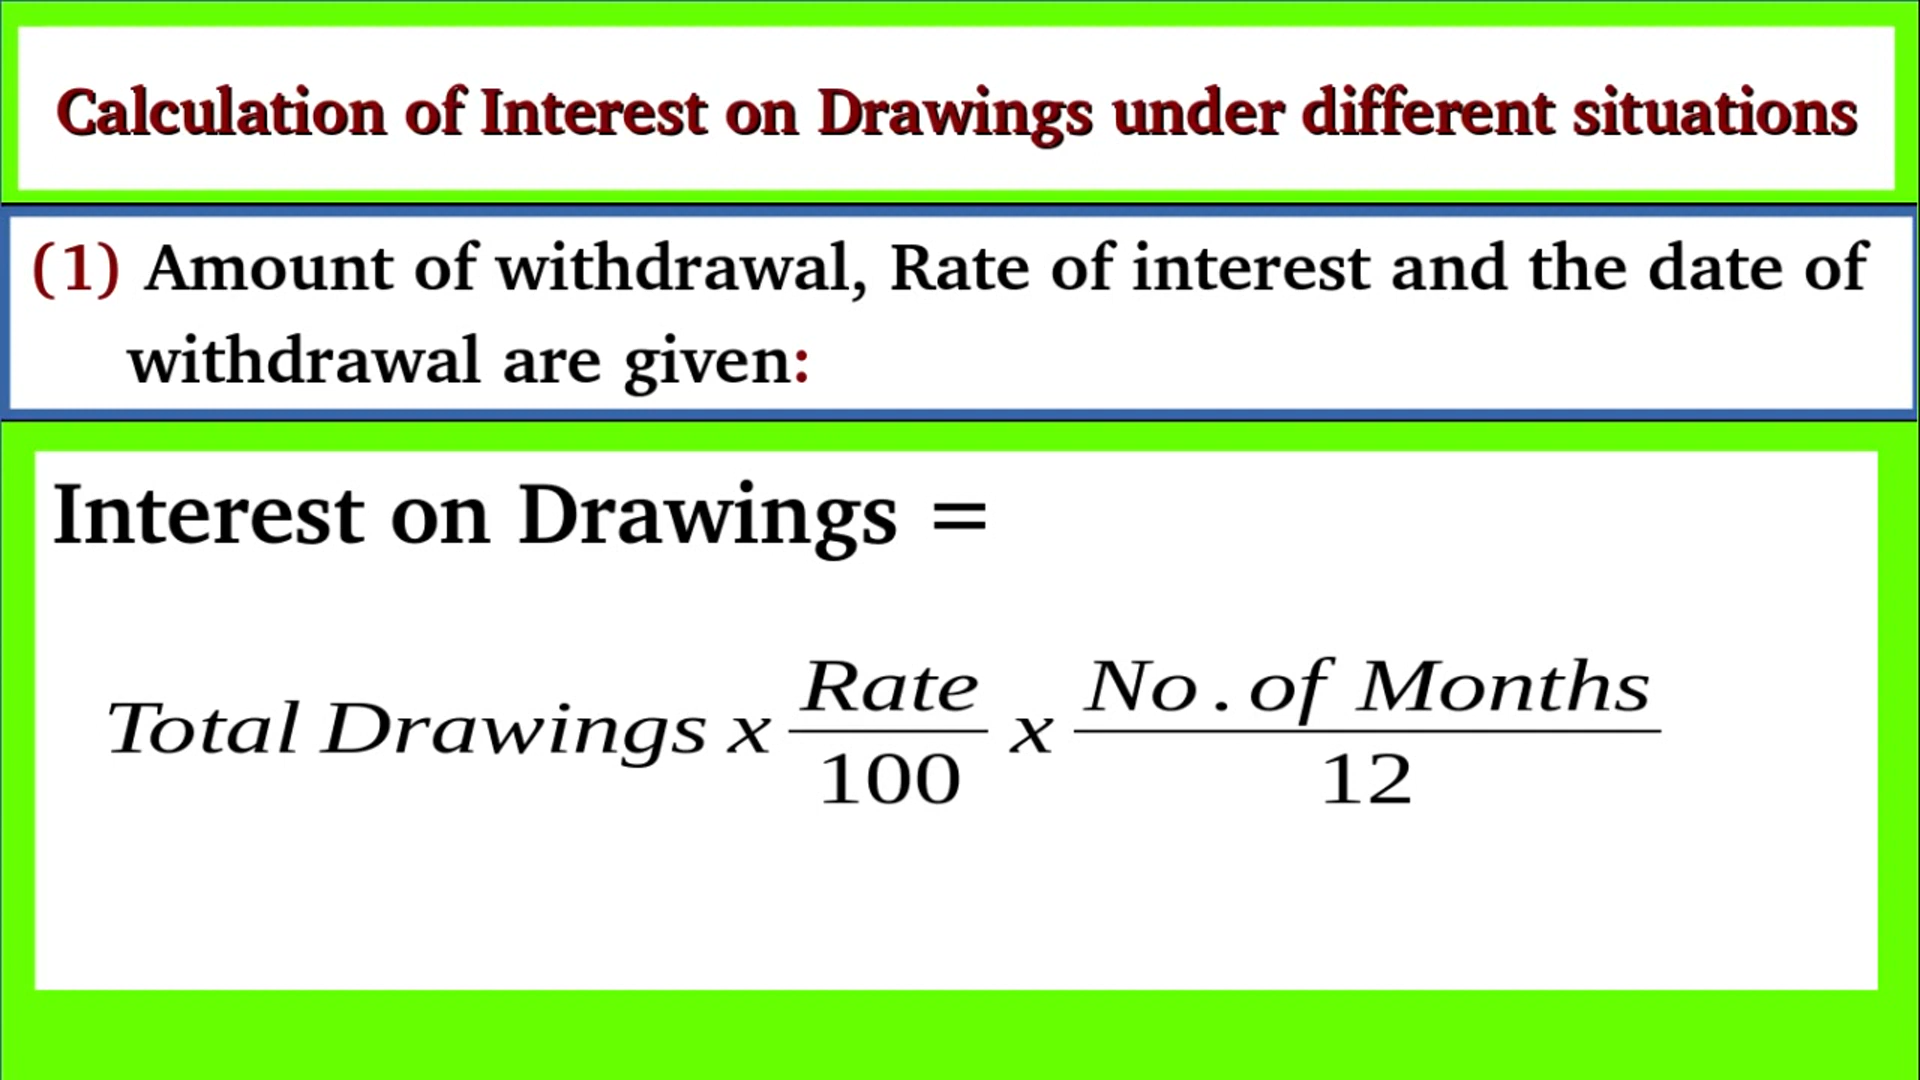 Calculation of Interest on Drawings under different situations
(1) Amount of withdrawal, Rate of interest and the date of
withdrawal are given:
Interest on Drawings =
Total Drawings x Rate/100 x No. of Months/12